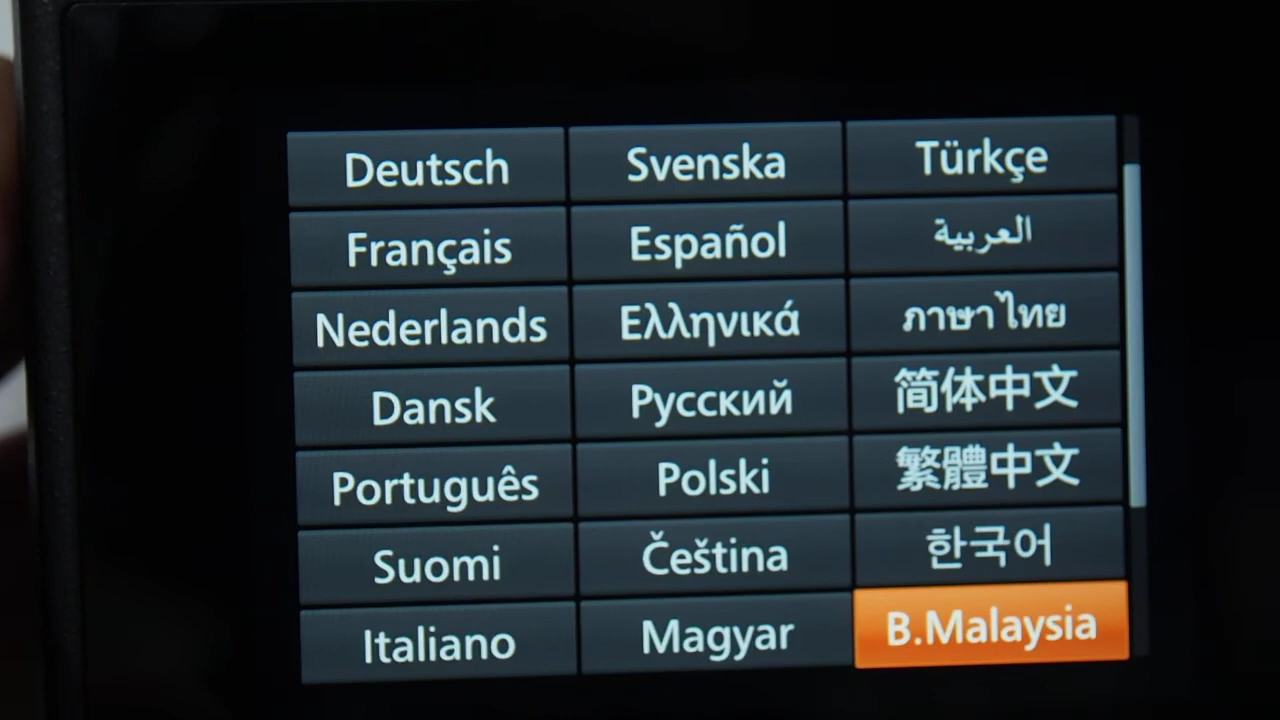 Deutsch Svenska Türkçe
Français Español العربية
Nederlands Ελληνικά ภาษาไทย
Dansk Русский 简体中文
Português Polski 繁體中文
Suomi Čeština 한국어
Italiano Magyar B.Malaysia